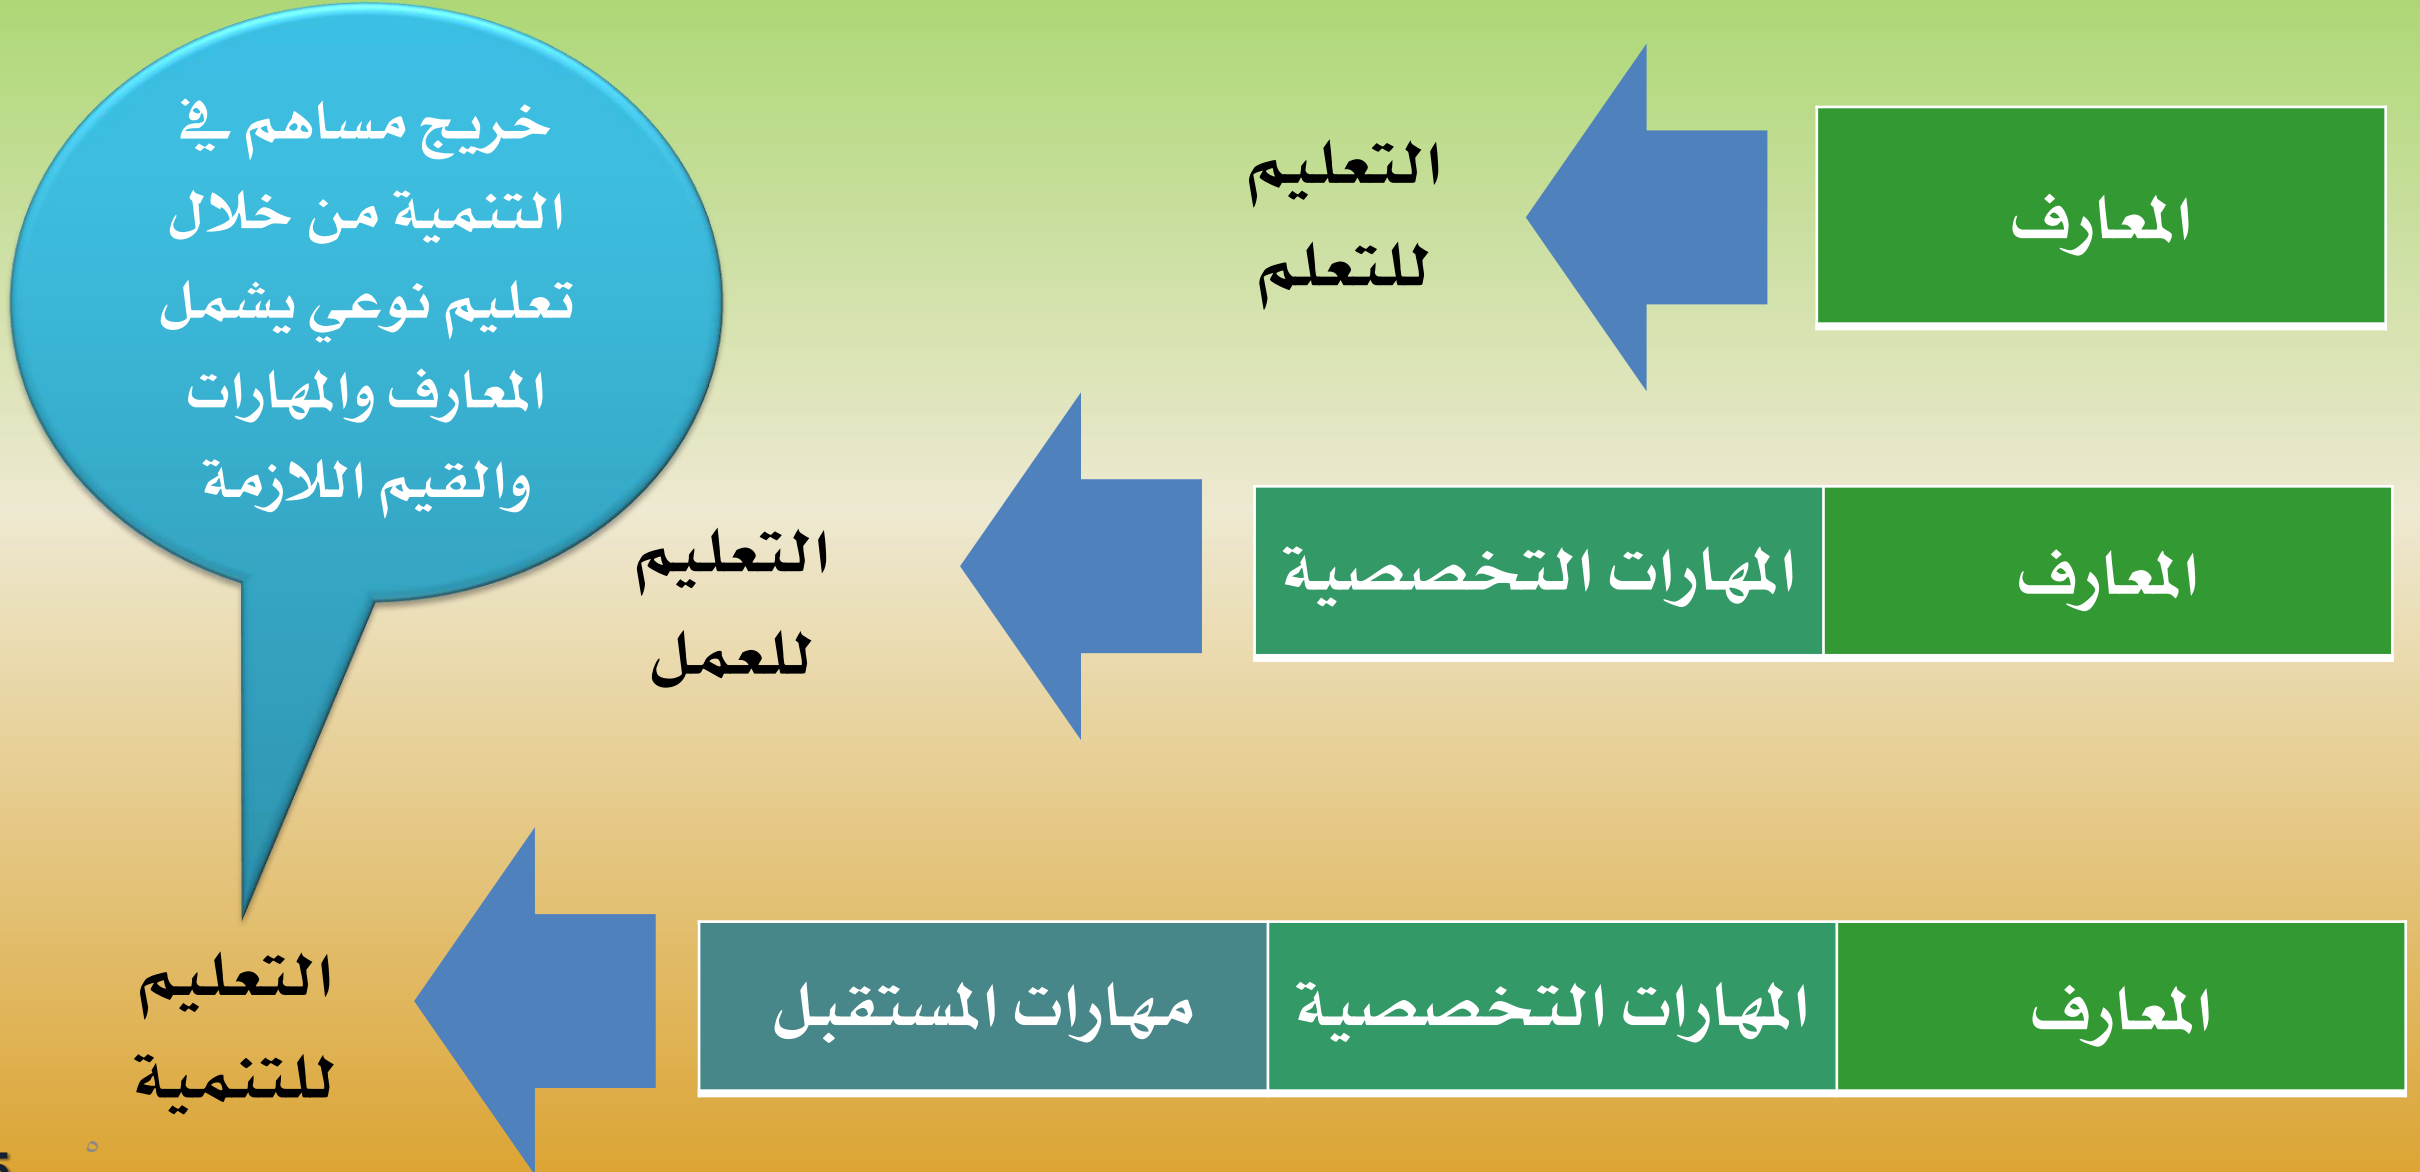 المعارف
التعليم
للتعلم
خريج مساهم في
التنمية من خلال
تعليم نوعي يشمل
المعارف والمهارات
والقيم اللازمة
المعارف
المهارات التخصصية
التعليم
للعمل
المعارف
المهارات التخصصية
مهارات المستقبل
التعليم
للتنمية
٥